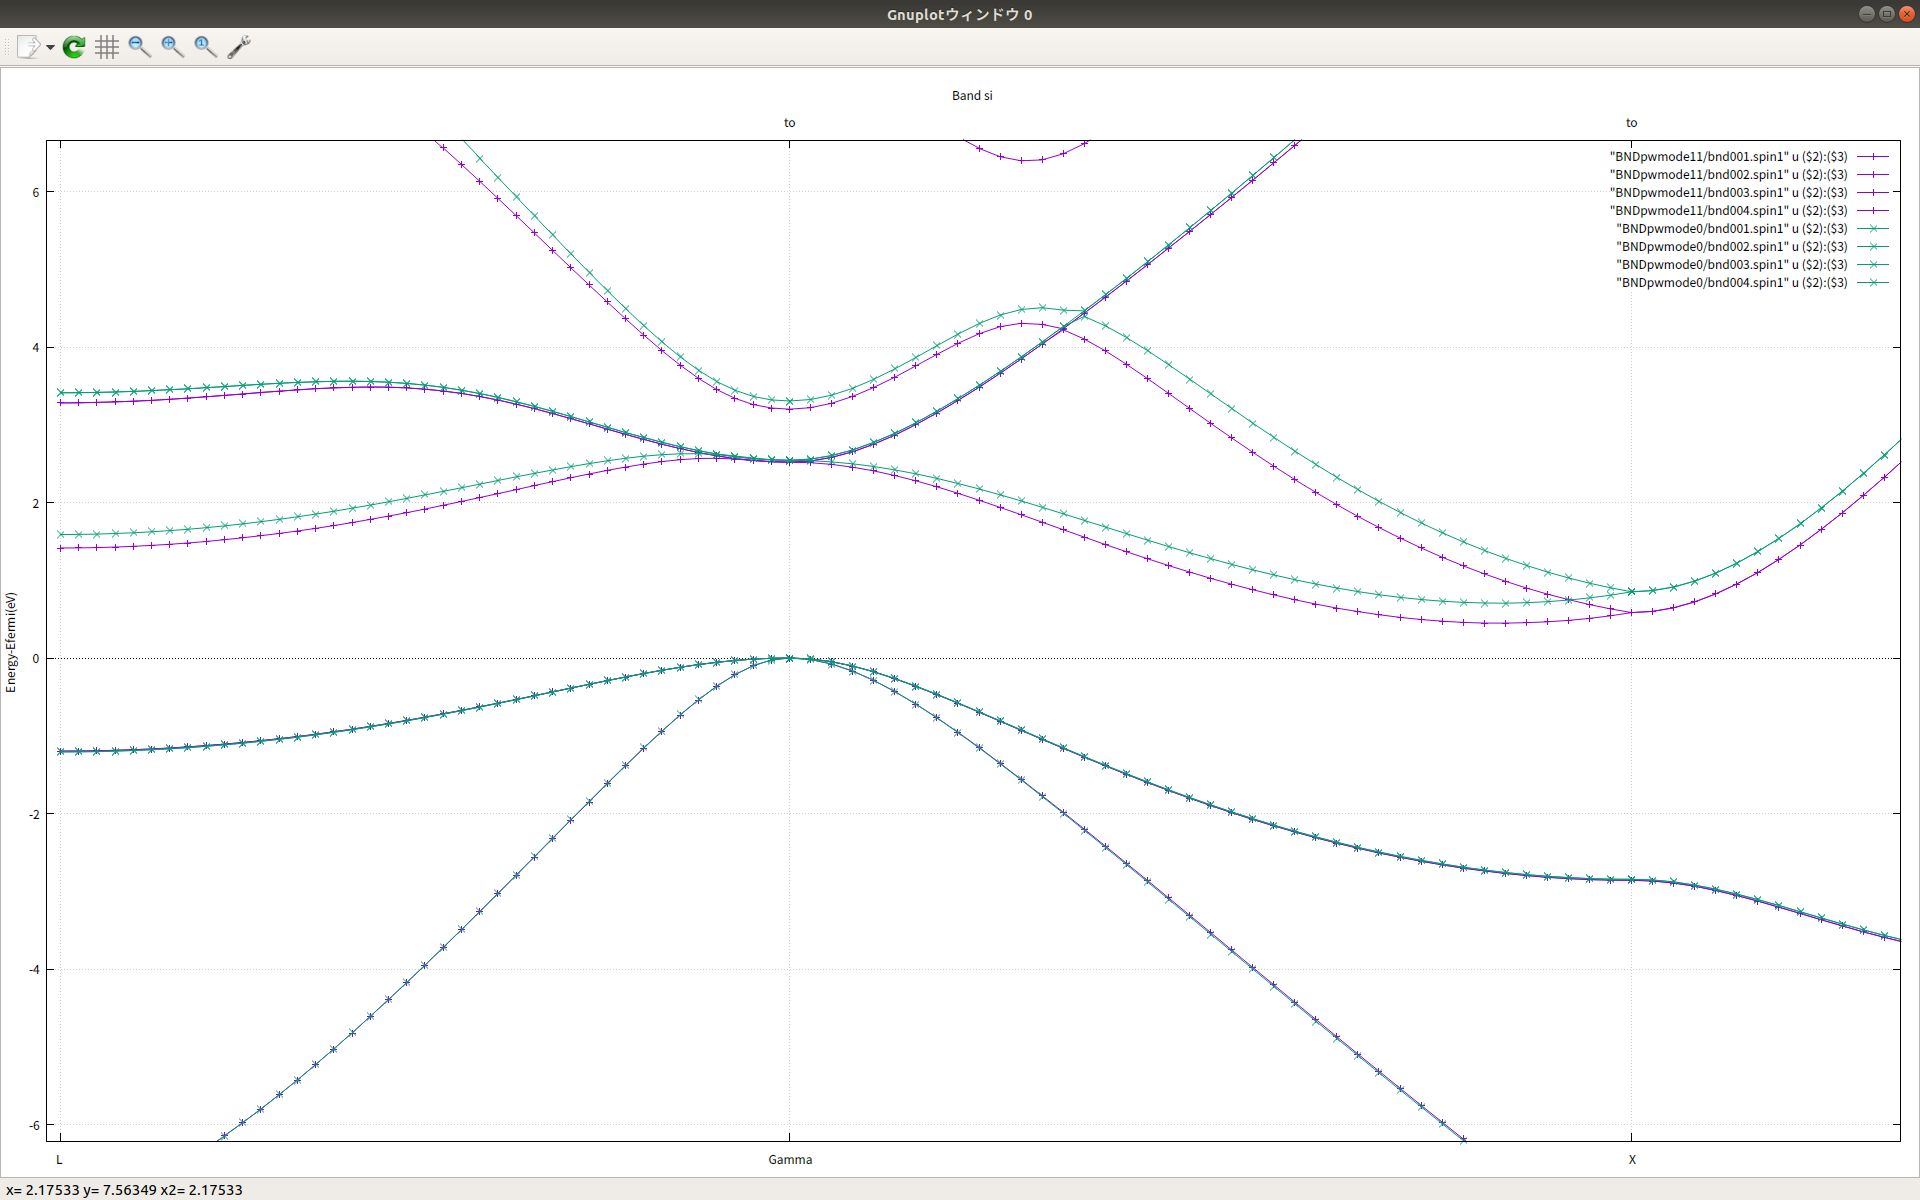 Gnuplotウィンドウ 0
Band si
to
to
"BNDpwmode11/bnd001.spin1" u ($2):($3)
"BNDpwmode11/bnd002.spin1" u ($2):($3)
"BNDpwmode11/bnd003.spin1" u ($2):($3)
"BNDpwmode11/bnd004.spin1" u ($2):($3)
"BNDpwmode0/bnd001.spin1" u ($2):($3)
"BNDpwmode0/bnd002.spin1" u ($2):($3)
"BNDpwmode0/bnd003.spin1" u ($2):($3)
"BNDpwmode0/bnd004.spin1" u ($2):($3)
6
4
2
0
-2
-4
-6
Energy-Efermi(eV)
L
Gamma
X
x= 2.17533 y= 7.56349 x2= 2.17533